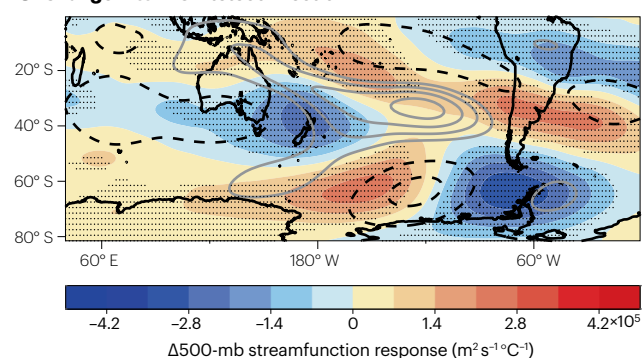 20° S
40° S
60° S
80° S
60° E
180° W
60° W
−4.2
−2.8
−1.4
0
1.4
2.8
4.2×10⁵
Δ500-mb streamfunction response (m² s⁻¹ °C⁻¹)